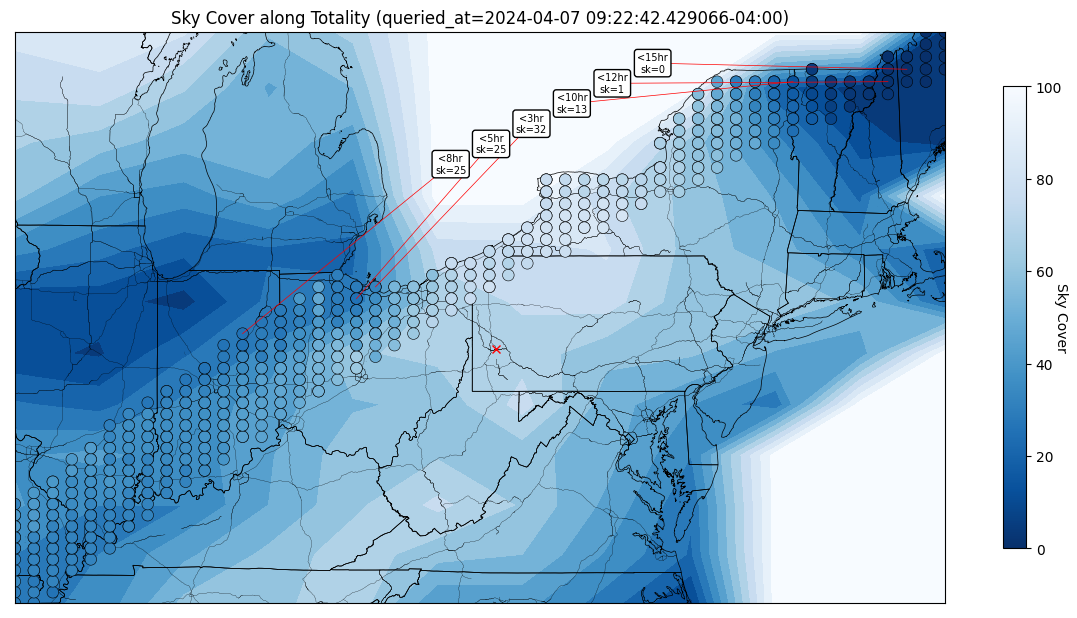 Sky Cover along Totality (queried_at=2024-04-07 09:22:42.429066-04:00)
<15hr
sk=0
<12hr
sk=1
<10hr
sk=13
<3hr
sk=32
<5hr
sk=25
<8hr
sk=25
100
80
60
40
20
0
Sky Cover